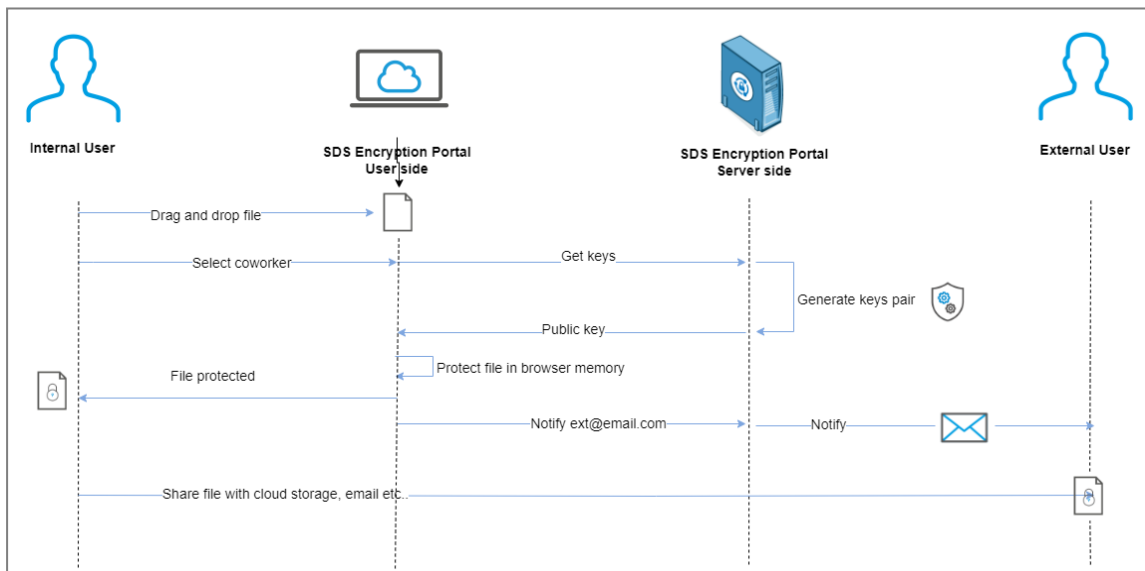 Internal User
SDS Encryption Portal
User side
SDS Encryption Portal
Server side
External User
Drag and drop file
Select coworker
Get keys
Generate keys pair
Public key
Protect file in browser memory
File protected
Notify ext@email.com
Notify
Share file with cloud storage, email etc..